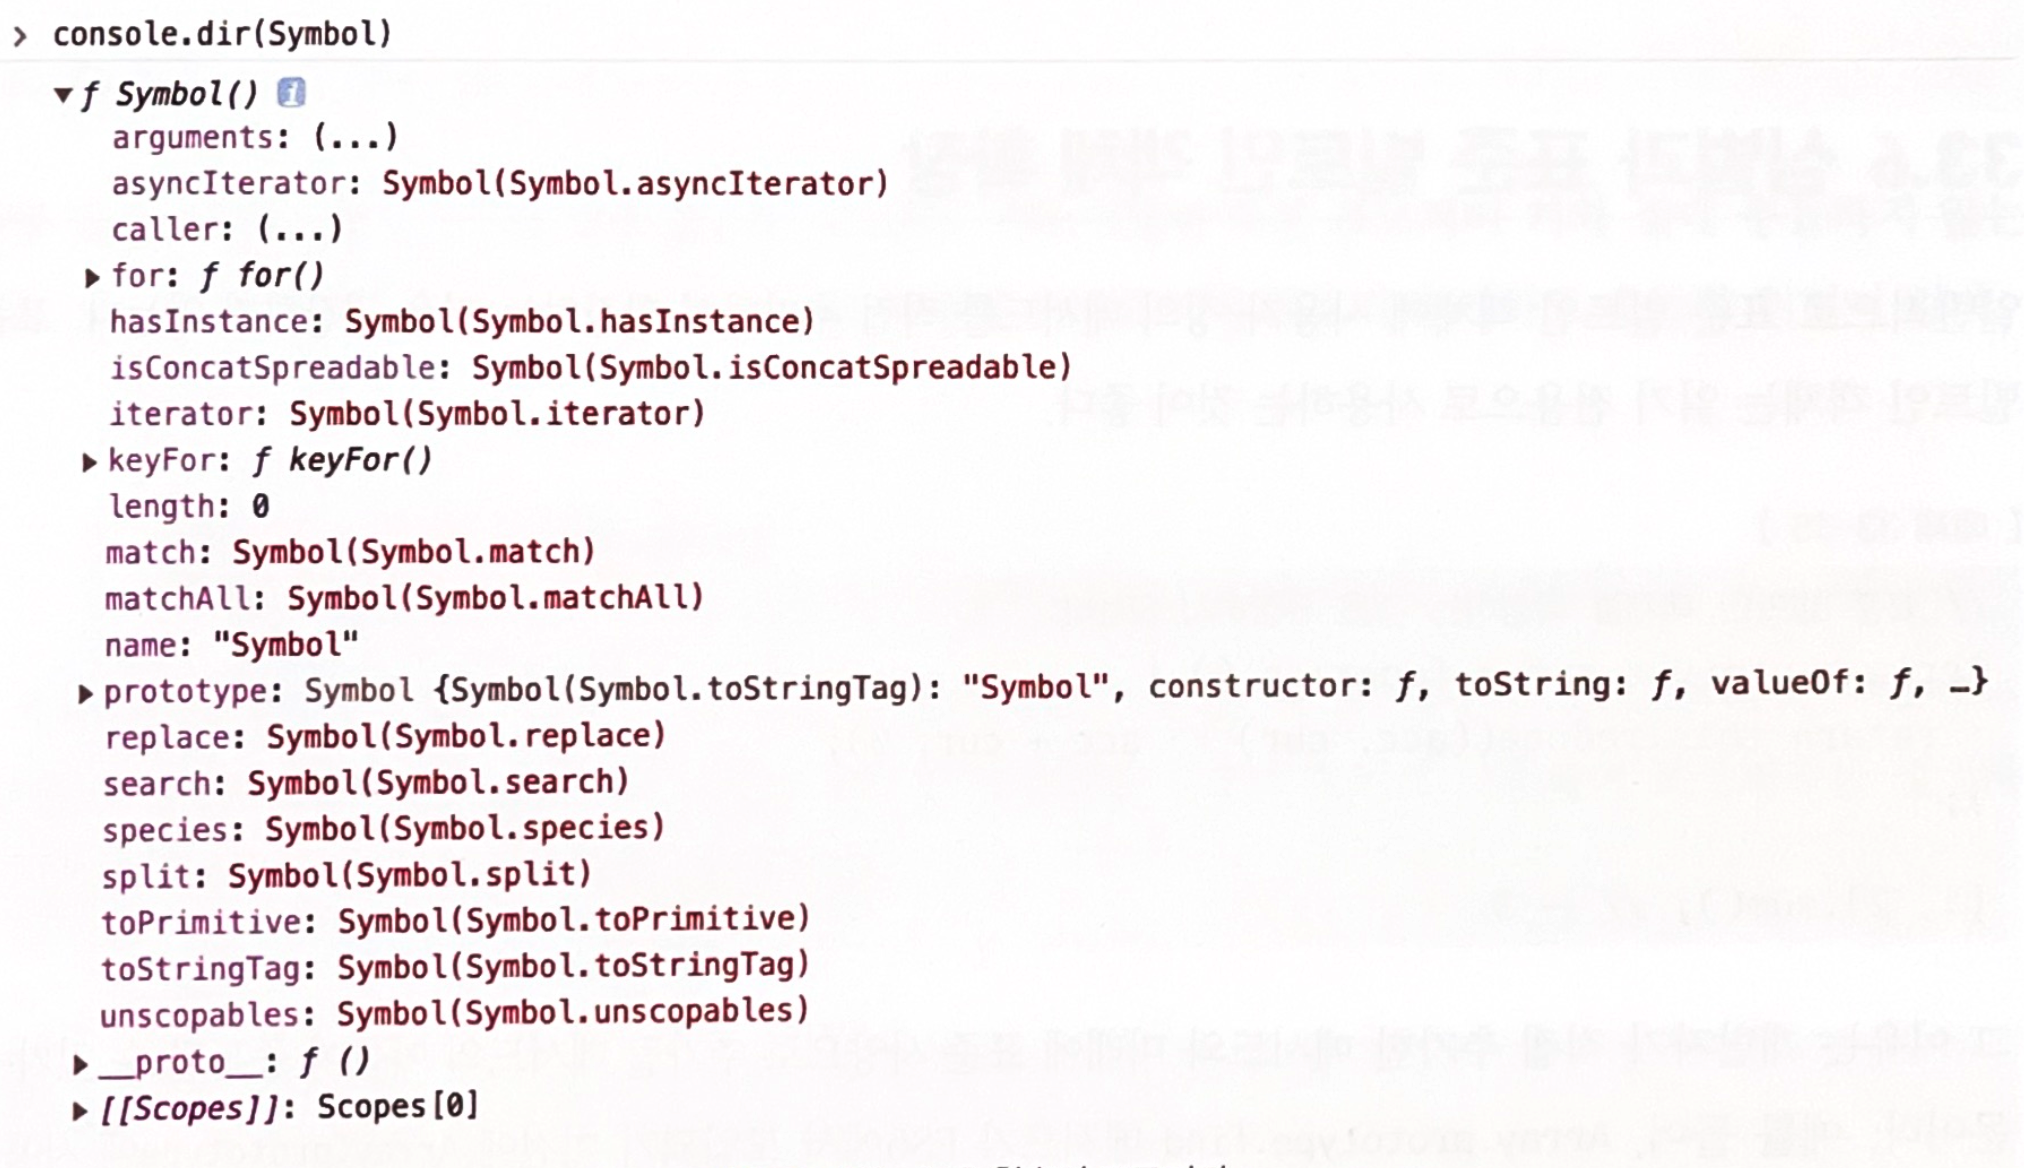 > console.dir(Symbol)
▼ƒ Symbol() i
arguments: (...)
asyncIterator: Symbol(Symbol.asyncIterator)
caller: (...)
▶for: ƒ for()
hasInstance: Symbol(Symbol.hasInstance)
isConcatSpreadable: Symbol(Symbol.isConcatSpreadable)
iterator: Symbol(Symbol.iterator)
▶keyFor: ƒ keyFor()
length: 0
match: Symbol(Symbol.match)
matchAll: Symbol(Symbol.matchAll)
name: "Symbol"
▶prototype: Symbol {Symbol(Symbol.toStringTag): "Symbol", constructor: ƒ, toString: ƒ, valueOf: ƒ, …}
replace: Symbol(Symbol.replace)
search: Symbol(Symbol.search)
species: Symbol(Symbol.species)
split: Symbol(Symbol.split)
toPrimitive: Symbol(Symbol.toPrimitive)
toStringTag: Symbol(Symbol.toStringTag)
unscopables: Symbol(Symbol.unscopables)
▶__proto__: ƒ ()
▶[[Scopes]]: Scopes[0]